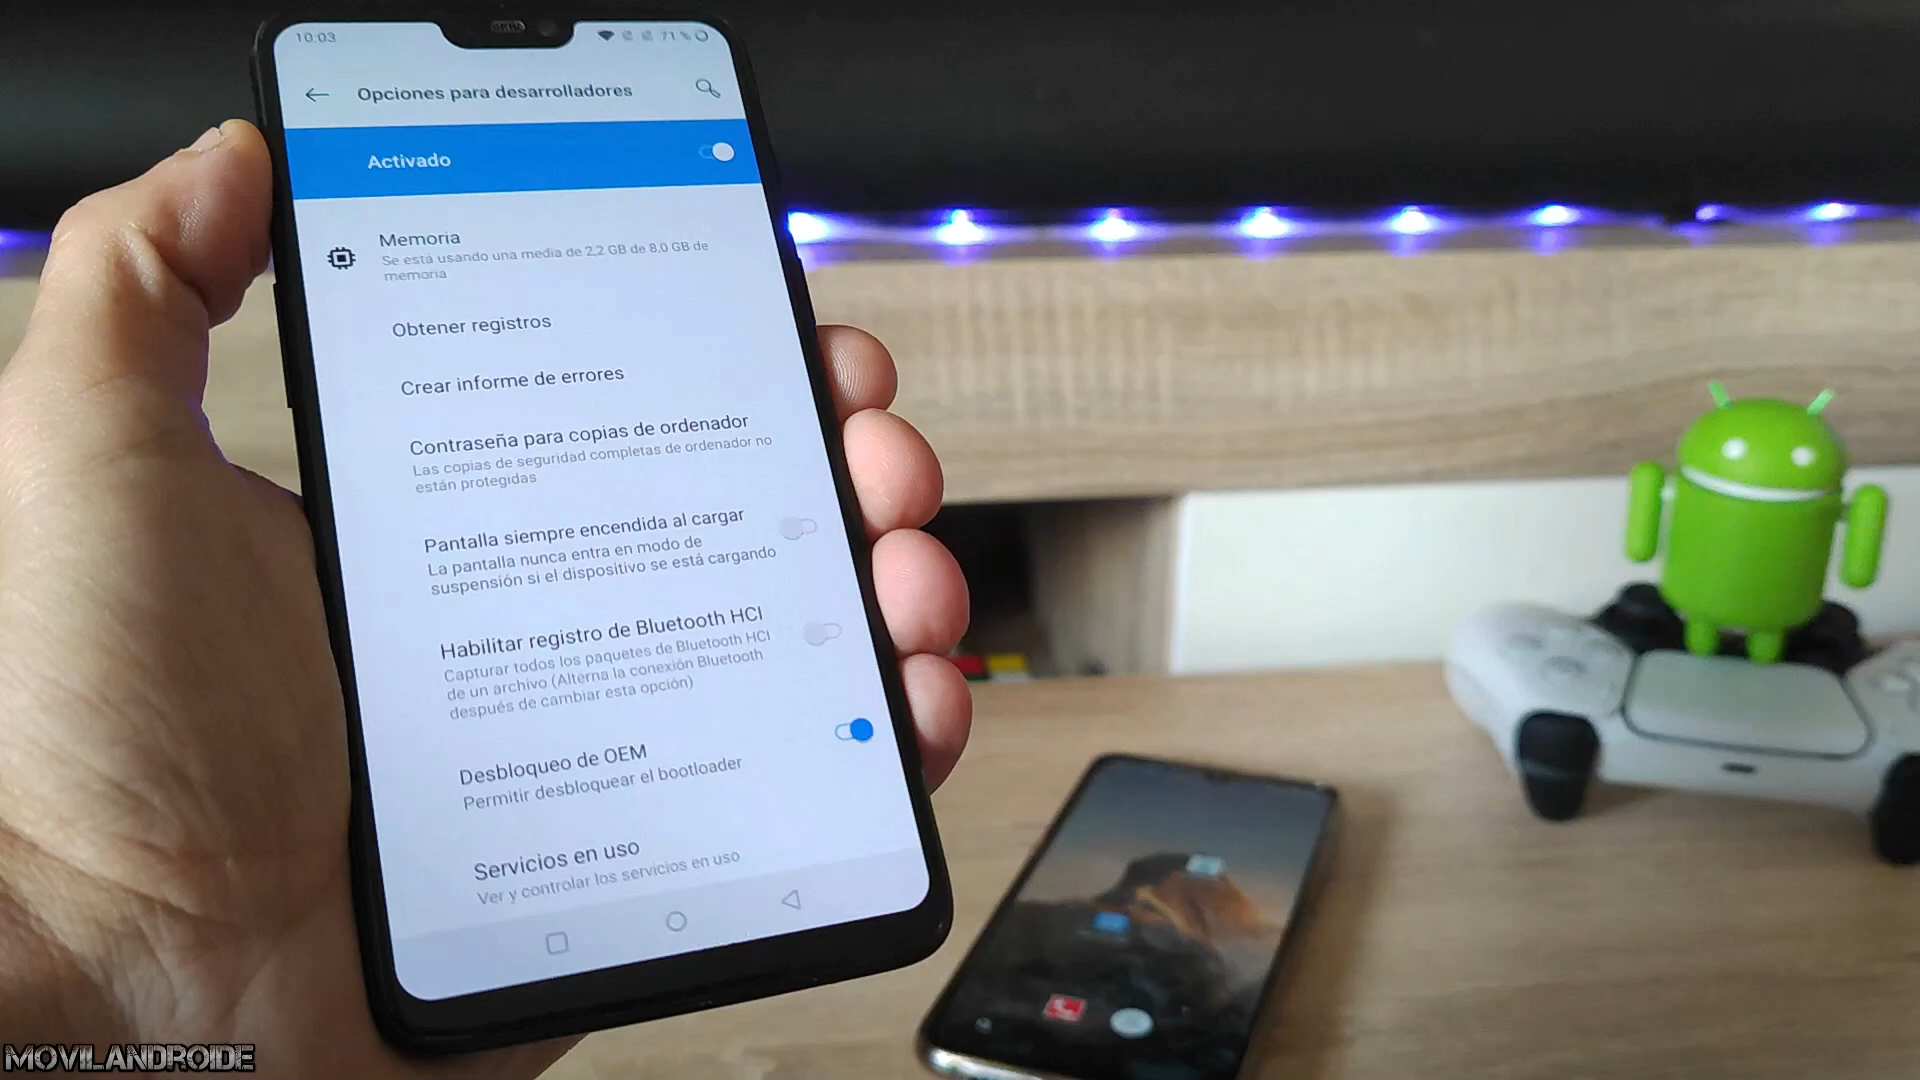 10:03
71 %
Opciones para desarrolladores
Activado
Memoria
Se está usando una media de 2,2 GB de 8,0 GB de
memoria
Obtener registros
Crear informe de errores
Contraseña para copias de ordenador
Las copias de seguridad completas de ordenador no
están protegidas
Pantalla siempre encendida al cargar
La pantalla nunca entra en modo de
suspensión si el dispositivo se está cargando
Habilitar registro de Bluetooth HCI
Capturar todos los paquetes de Bluetooth HCI
de un archivo (Alterna la conexión Bluetooth
después de cambiar esta opción)
Desbloqueo de OEM
Permitir desbloquear el bootloader
Servicios en uso
Ver y controlar los servicios en uso
MOVILANDROIDE